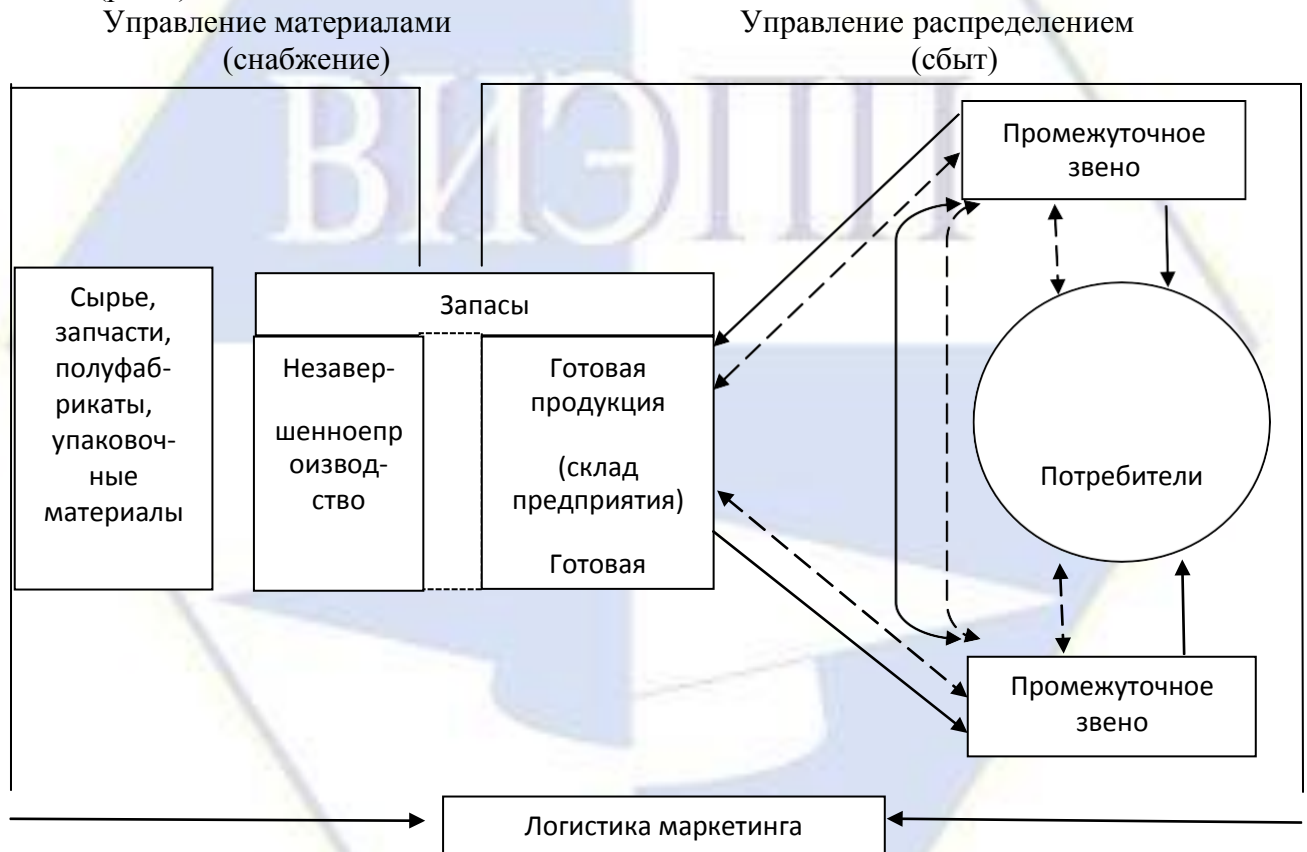 Управление материалами
(снабжение)
Управление распределением
(сбыт)
ВИЭПП
Промежуточное
звено
Сырье,
запчасти,
полуфаб-
рикаты,
упаковоч-
ные
материалы
Запасы
Незавер-
шенноепр
оизвод-
ство
Готовая
продукция
(склад
предприятия)
Готовая
Потребители
Промежуточное
звено
Логистика маркетинга